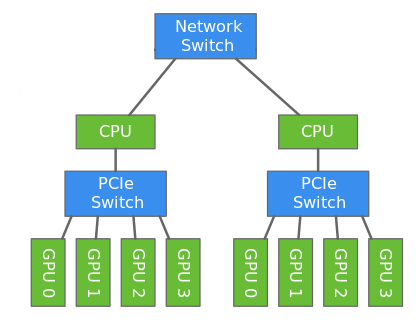 Network
Switch
CPU
CPU
PCIe
Switch
PCIe
Switch
GPU 0
GPU 1
GPU 2
GPU 3
GPU 0
GPU 1
GPU 2
GPU 3